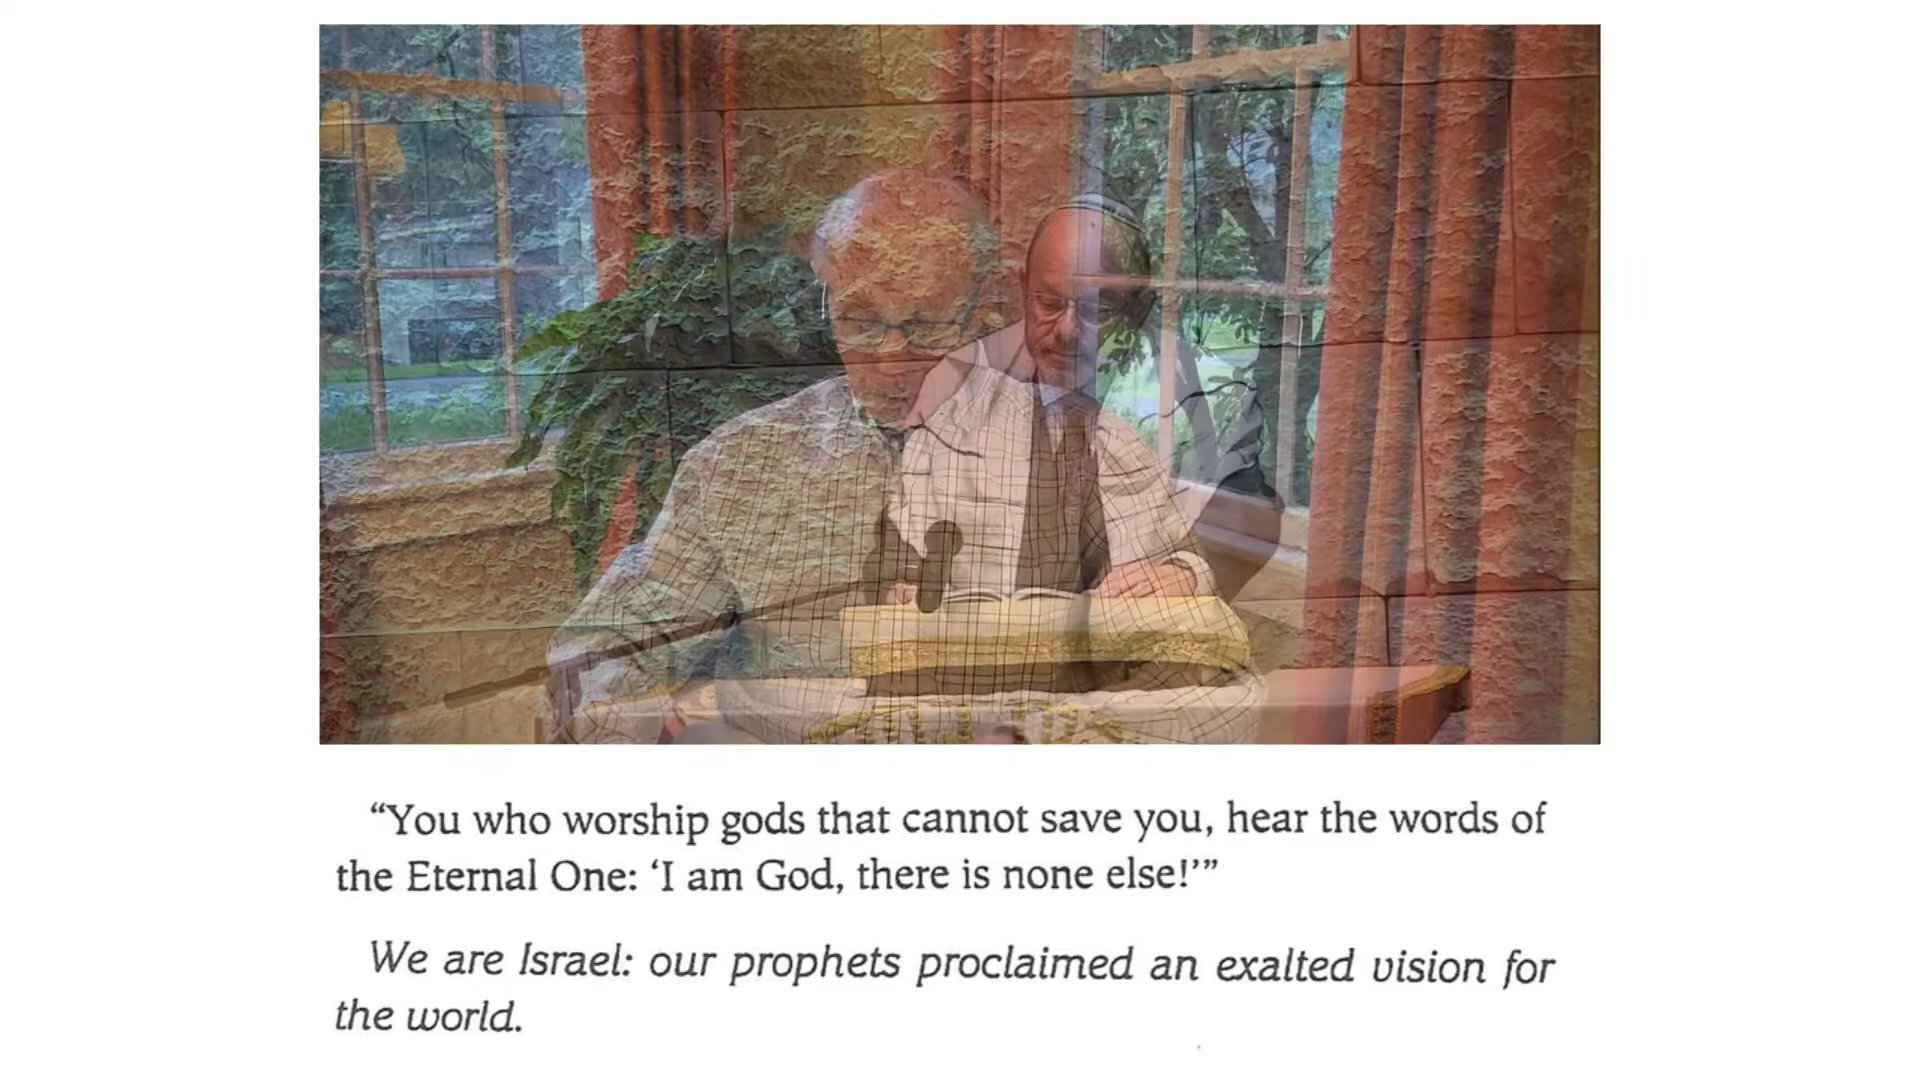 “You who worship gods that cannot save you, hear the words of
the Eternal One: ‘I am God, there is none else!’”
We are Israel: our prophets proclaimed an exalted vision for
the world.